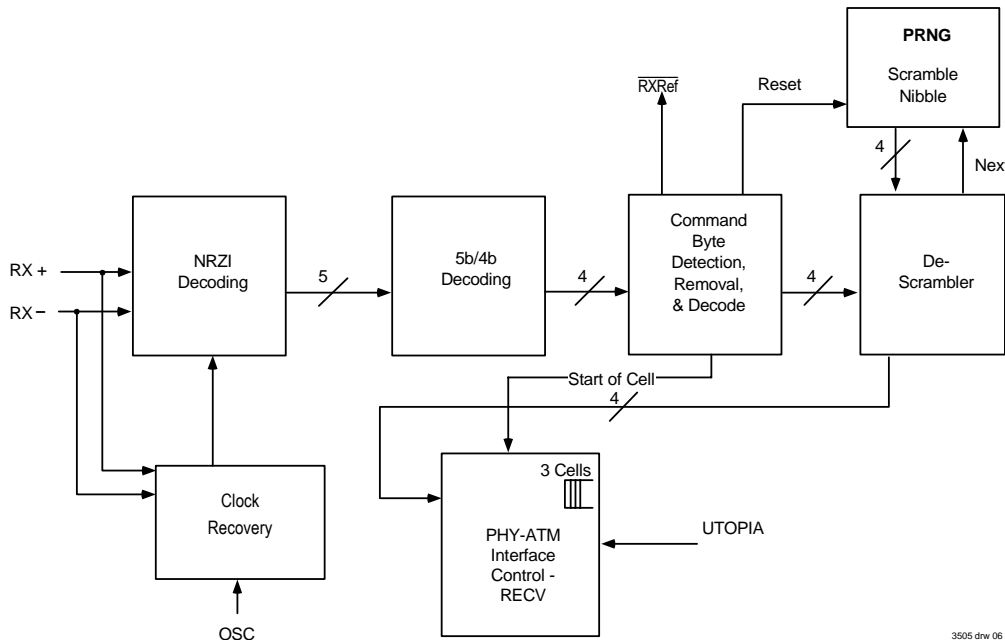 PRNG
Scramble
Nibble
RXRef
Reset
4
Nex
NRZI
Decoding
5b/4b
Decoding
Command
Byte
Detection,
Removal,
& Decode
De-
Scrambler
RX +
RX –
5
4
4
Start of Cell
4
3 Cells
Clock
Recovery
PHY-ATM
Interface
Control -
RECV
UTOPIA
OSC
3505 drw 06